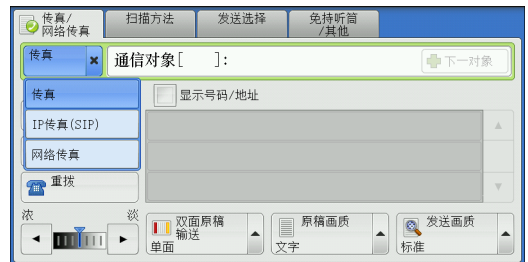 传真/
网络传真
扫描方法
发送选择
免持听筒
/其他
传真
通信对象[ ]:
下一对象
传真
显示号码/地址
IP传真(SIP)
网络传真
重拨
浓
淡
双面原稿
输送
单面
原稿画质
文字
发送画质
标准